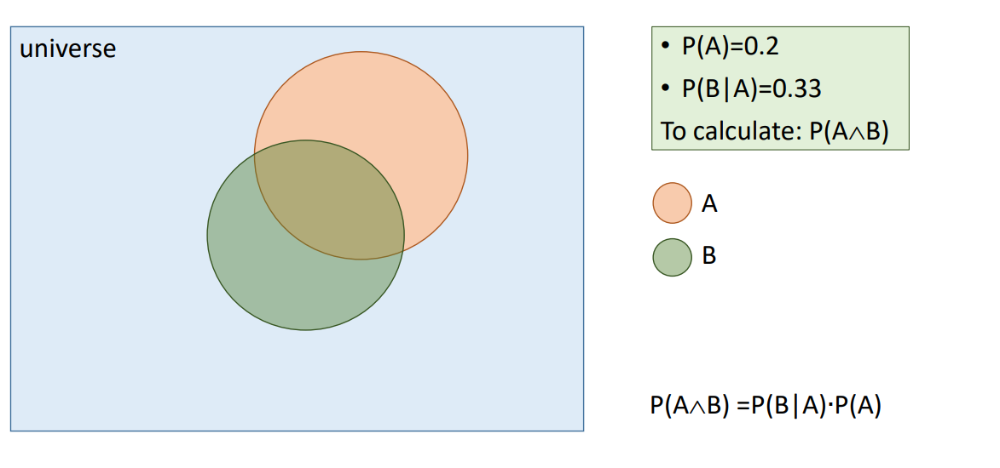 universe
• P(A)=0.2
• P(B|A)=0.33
To calculate: P(A∧B)
A
B
P(A∧B) =P(B|A)·P(A)